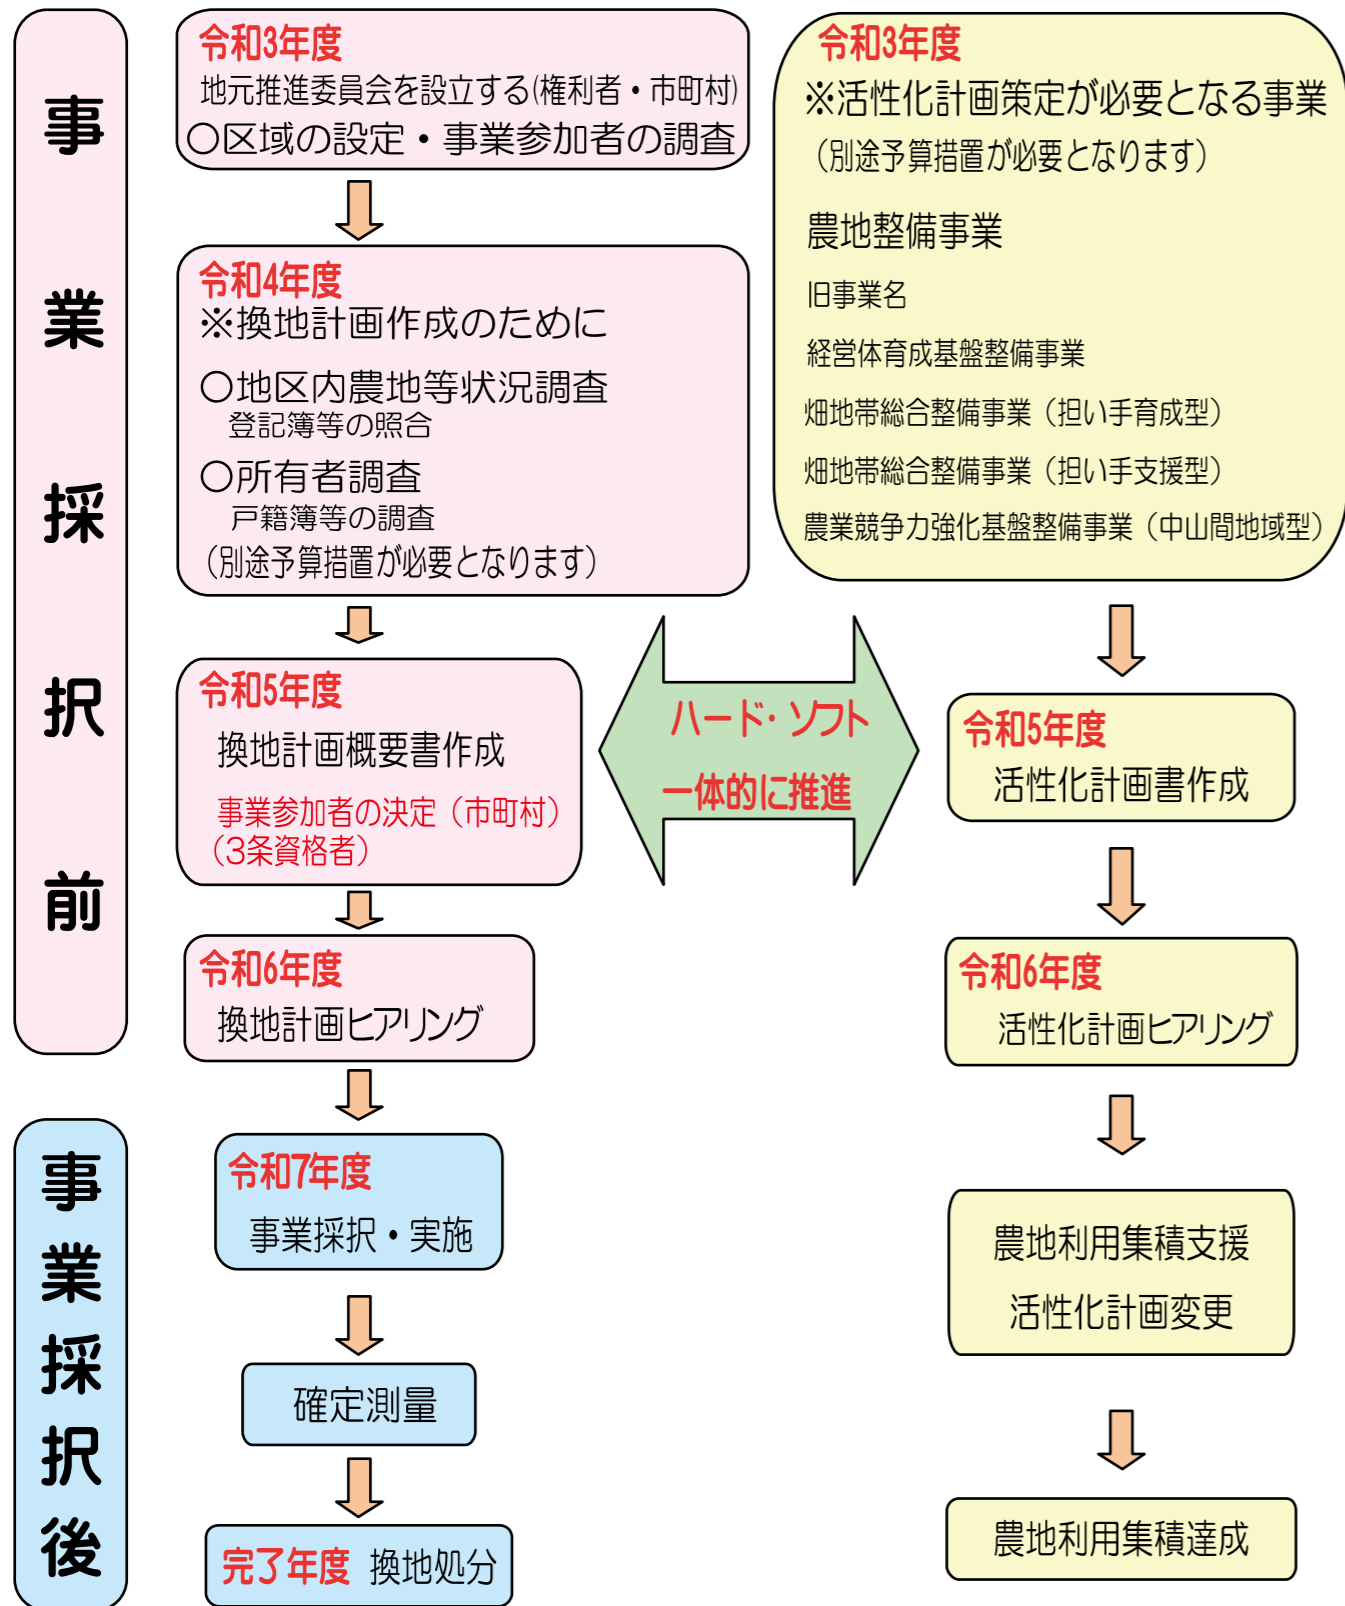 事業採択前
令和3年度
地元推進委員会を設立する(権利者・市町村)
○区域の設定・事業参加者の調査
令和4年度
※換地計画作成のために
○地区内農地等状況調査
登記簿等の照合
○所有者調査
戸籍簿等の調査
(別途予算措置が必要となります)
令和5年度
換地計画概要書作成
事業参加者の決定(市町村)
(3条資格者)
令和6年度
換地計画ヒアリング
事業採択後
令和7年度
事業採択・実施
確定測量
完了年度 換地処分
ハード・ソフト
一体的に推進
令和3年度
※活性化計画策定が必要となる事業
(別途予算措置が必要となります)
農地整備事業
旧事業名
経営体育成基盤整備事業
畑地帯総合整備事業(担い手育成型)
畑地帯総合整備事業(担い手支援型)
農業競争力強化基盤整備事業(中山間地域型)
令和5年度
活性化計画書作成
令和6年度
活性化計画ヒアリング
農地利用集積支援
活性化計画変更
農地利用集積達成